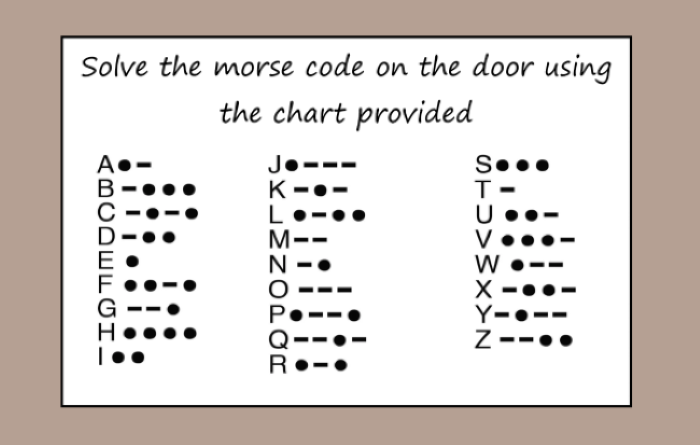 Solve the morse code on the door using
the chart provided
A●−
B−●●●
C−●−●
D−●●
E●
F●●−●
G−−●
H●●●●
I●●
J●−−−
K−●−
L●−●●
M−−
N−●
O−−−
P●−−●
Q−−●−
R●−●
S●●●
T−
U●●−
V●●●−
W●−−
X−●●−
Y−●−−
Z−−●●